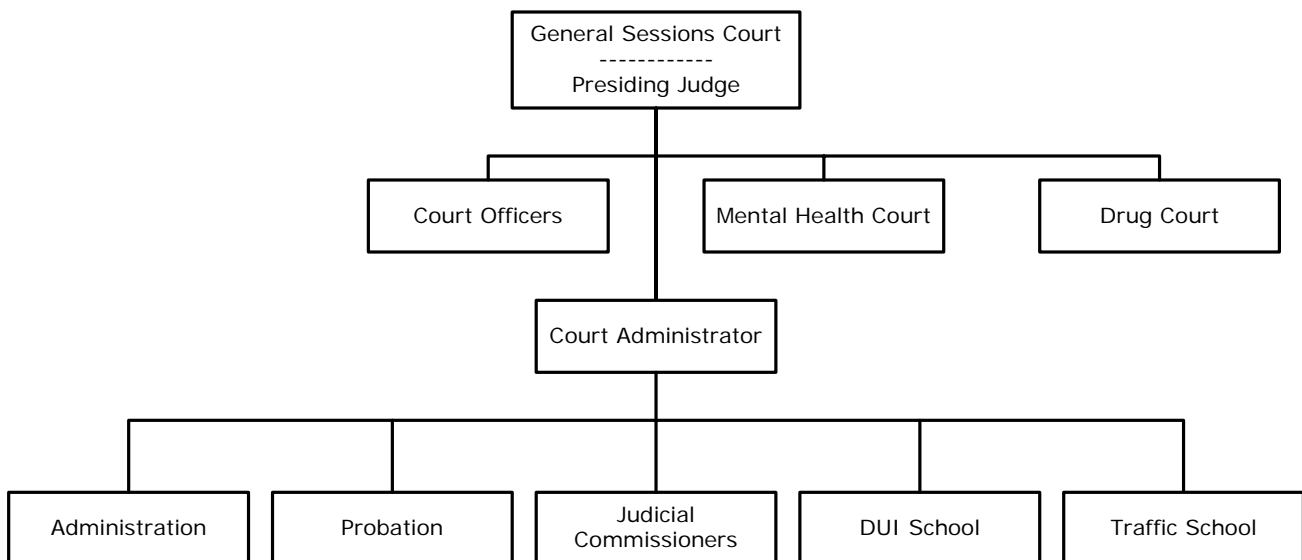 General Sessions Court
------------
Presiding Judge
Court Officers
Mental Health Court
Drug Court
Court Administrator
Administration
Probation
Judicial
Commissioners
DUI School
Traffic School